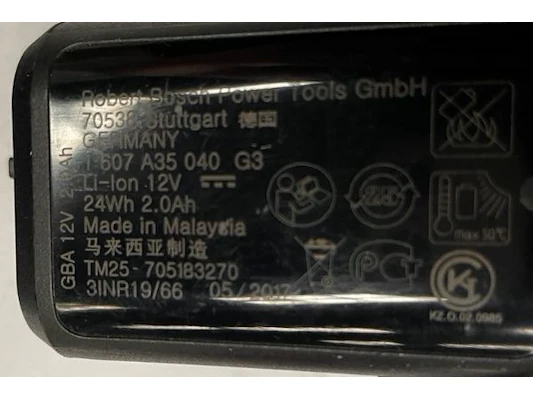 Robert Bosch Power Tools GmbH
70538 Stuttgart 德国
GERMANY
1 607 A35 040 G3
Li-Ion 12V
24Wh 2.0Ah
Made in Malaysia
马来西亚制造
TM25-705183270
3INR19/66 05/2017
GBA 12V 2.0Ah
max 50°C
KZ.O.02.0985